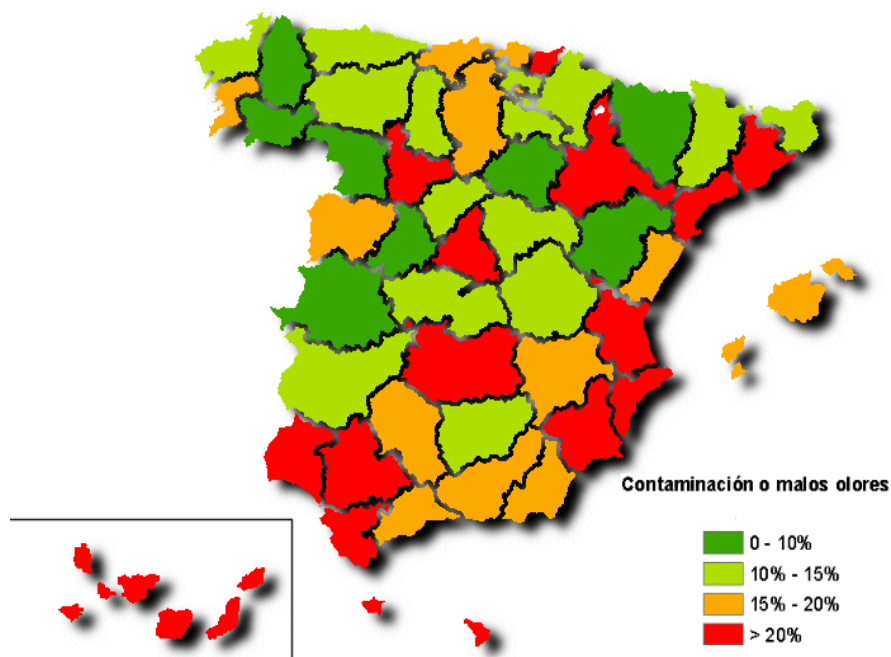 Contaminación o malos olores
0 - 10%
10% - 15%
15% - 20%
> 20%